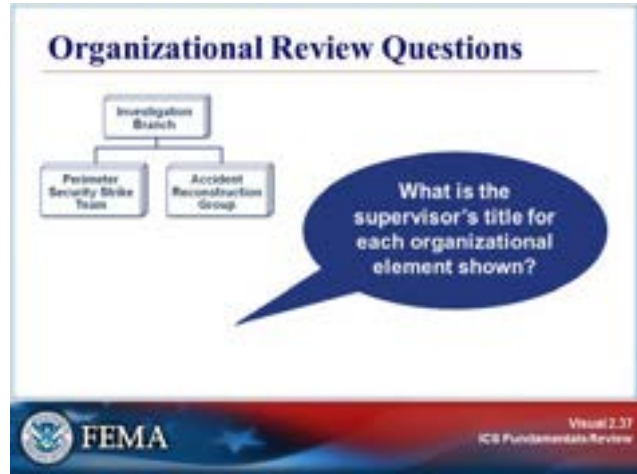 Organizational Review Questions
Investigation
Branch
Perimeter
Security Strike
Team
Accident
Reconstruction
Group
What is the
supervisor's title for
each organizational
element shown?
FEMA
Visual 2.37
ICS Fundamentals Review